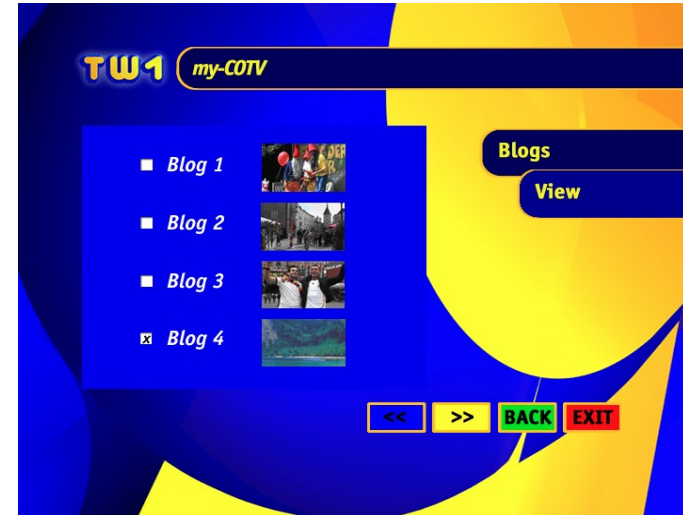 TW1
my-COTV
Blogs
View
Blog 1
Blog 2
Blog 3
x Blog 4
<<
>>
BACK
EXIT